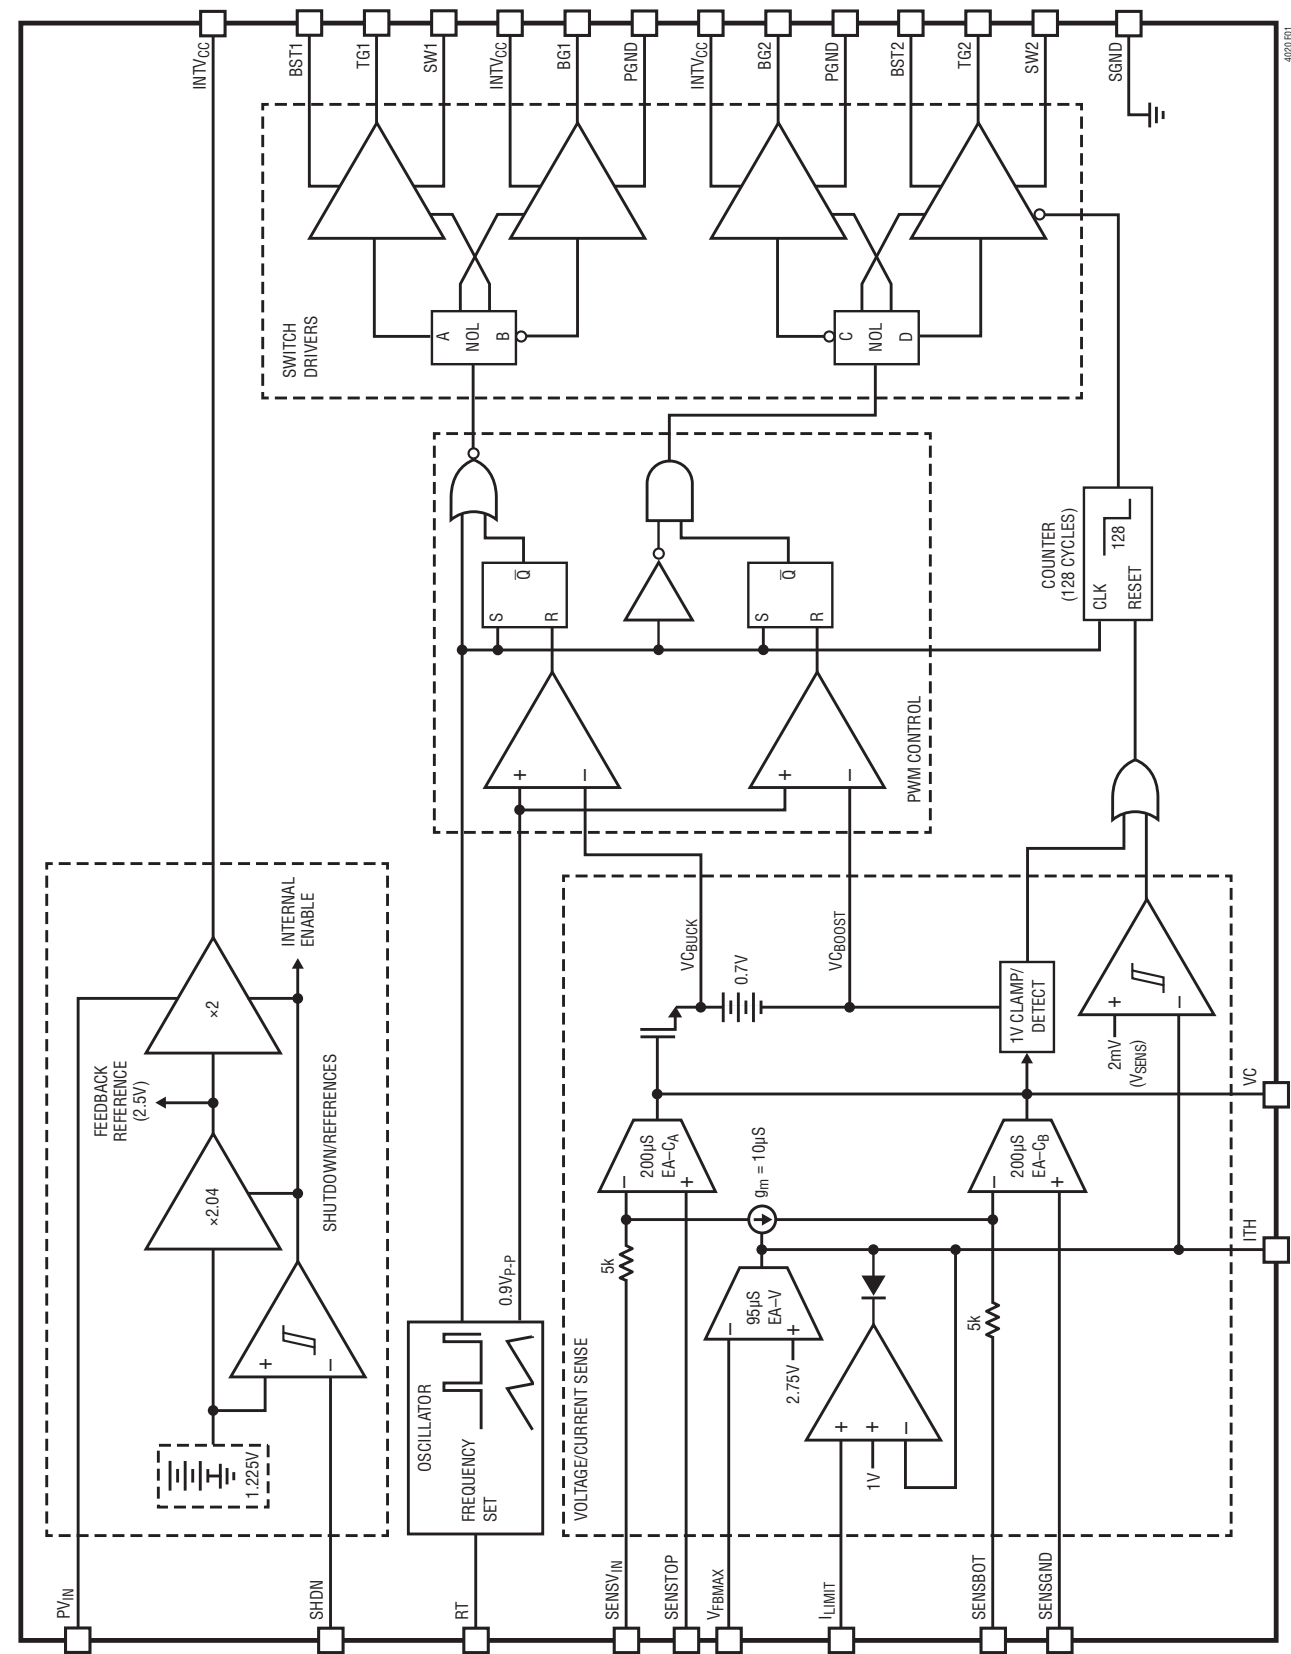 PVIN
SHDN
RT
SENSVIN
SENSTOP
VFBMAX
ILIMIT
SENSBOT
SENSGND
1.225V
+
–
×2.04
FEEDBACK
REFERENCE
(2.5V)
×2
INTERNAL
ENABLE
SHUTDOWN/REFERENCES
OSCILLATOR
FREQUENCY
SET
0.9VP-P
VOLTAGE/CURRENT SENSE
5k
–
+
200µS
EA–CA
gm = 10µS
–
+
95µS
EA–V
2.75V
+
+
–
1V
5k
–
+
200µS
EA–CB
ITH
VC
VCBUCK
0.7V
VCBOOST
1V CLAMP/
DETECT
2mV
(VSENS)
+
–
PWM CONTROL
+
–
+
–
S
R
Q
S
R
Q
COUNTER
(128 CYCLES)
CLK
RESET
128
SWITCH
DRIVERS
A
NOL
B
C
NOL
D
INTVCC
BST1
TG1
SW1
INTVCC
BG1
PGND
INTVCC
BG2
PGND
BST2
TG2
SW2
SGND
4020 F01